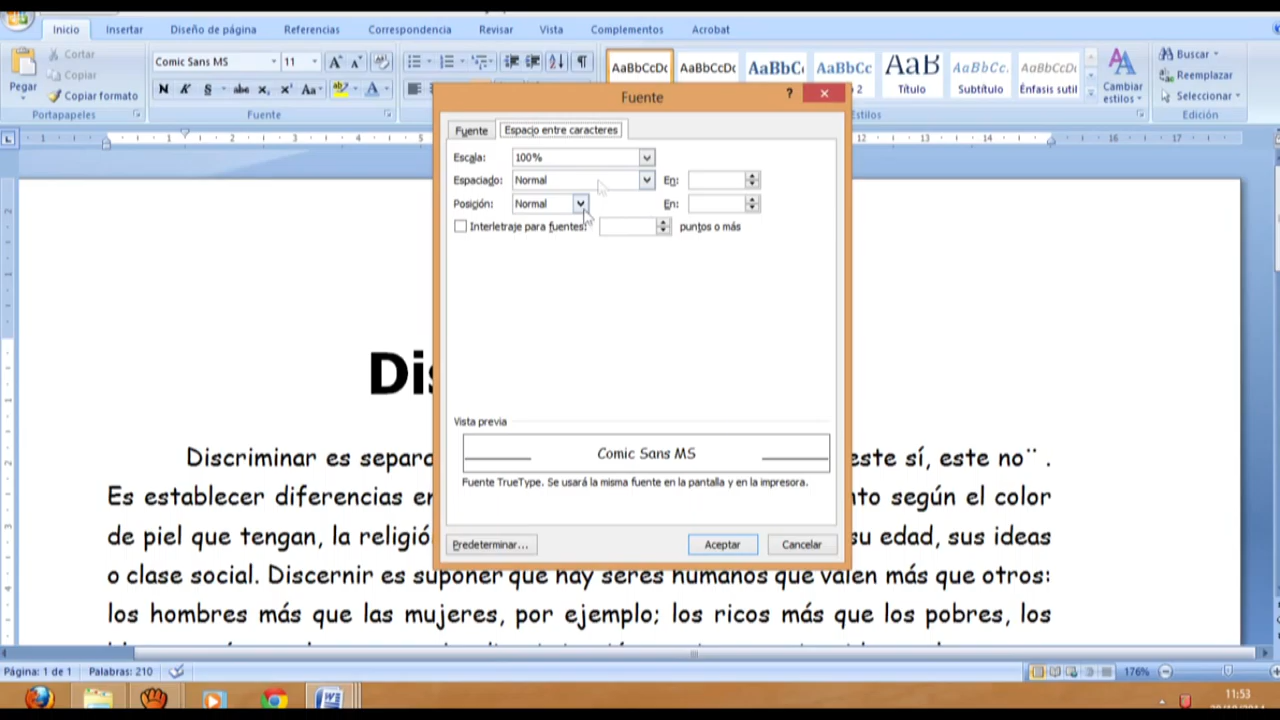 Inicio Insertar Diseño de página Referencias Correspondencia Revisar Vista Complementos Acrobat
Pegar
Cortar
Copiar
Copiar formato
Portapapeles
Comic Sans MS 11
Fuente
AaBbCcDc AaBbCcDc AaBbC AaBbCc AaB AaBbCc. AaBbCcDc
2 Título Subtítulo Énfasis sutil
Cambiar estilos
Estilos
Buscar
Reemplazar
Seleccionar
Edición
Fuente
Fuente Espacio entre caracteres
Escala: 100%
Espaciado: Normal En:
Posición: Normal En:
Interletraje para fuentes: puntos o más
Vista previa
Comic Sans MS
Fuente TrueType. Se usará la misma fuente en la pantalla y en la impresora.
Predeterminar... Aceptar Cancelar
Discriminar es este sí, este no¨ .
Es establecer diferencias según el color
de piel que tengan, la su edad, sus ideas
o clase social. Discernir es suponer que hay seres humanos que valen más que otros:
los hombres más que las mujeres, por ejemplo; los ricos más que los pobres, los
Página: 1 de 1 Palabras: 210 176%
11:53